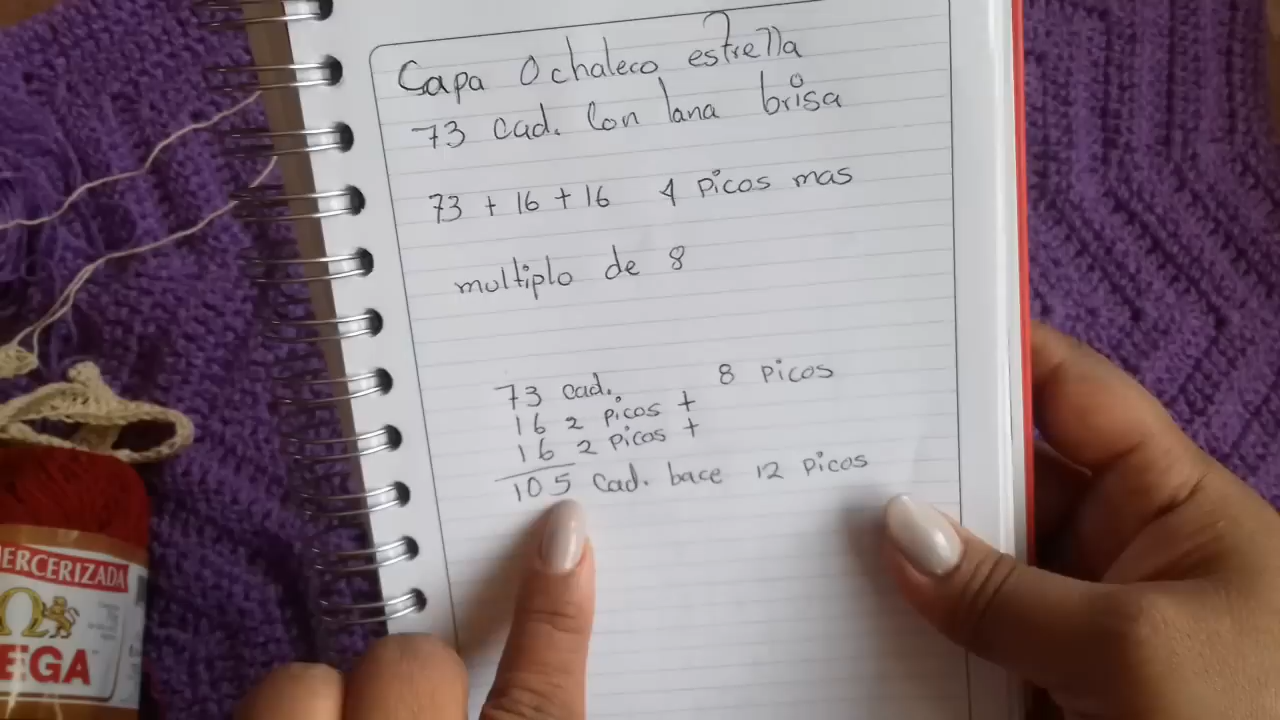 Capa O chaleco estrella
73 cad. Con lana brisa
73 + 16 + 16 4 Picos mas
multiplo de 8
73 cad. 8 Picos
16 2 picos +
16 2 picos +
105 Cad. bace 12 Picos
MERCERIZADA
EGA